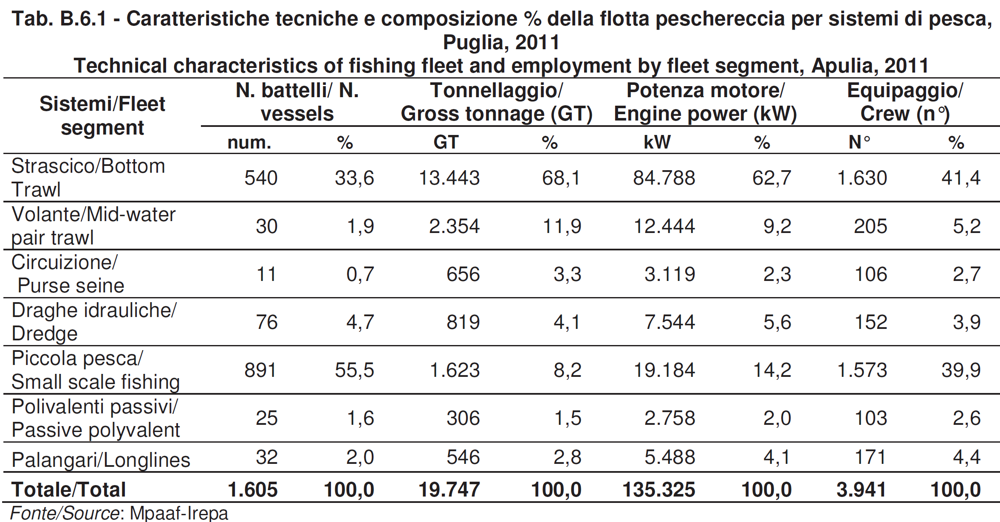 Tab. B.6.1 - Caratteristiche tecniche e composizione % della flotta peschereccia per sistemi di pesca,
Puglia, 2011
Technical characteristics of fishing fleet and employment by fleet segment, Apulia, 2011
Sistemi/Fleet segment N. battelli/ N. vessels Tonnellaggio/ Gross tonnage (GT) Potenza motore/ Engine power (kW) Equipaggio/ Crew (n°)
num. % GT % kW % N° %
Strascico/Bottom Trawl 540 33,6 13.443 68,1 84.788 62,7 1.630 41,4
Volante/Mid-water pair trawl 30 1,9 2.354 11,9 12.444 9,2 205 5,2
Circuizione/ Purse seine 11 0,7 656 3,3 3.119 2,3 106 2,7
Draghe idrauliche/ Dredge 76 4,7 819 4,1 7.544 5,6 152 3,9
Piccola pesca/ Small scale fishing 891 55,5 1.623 8,2 19.184 14,2 1.573 39,9
Polivalenti passivi/ Passive polyvalent 25 1,6 306 1,5 2.758 2,0 103 2,6
Palangari/Longlines 32 2,0 546 2,8 5.488 4,1 171 4,4
Totale/Total 1.605 100,0 19.747 100,0 135.325 100,0 3.941 100,0
Fonte/Source: Mpaaf-Irepa